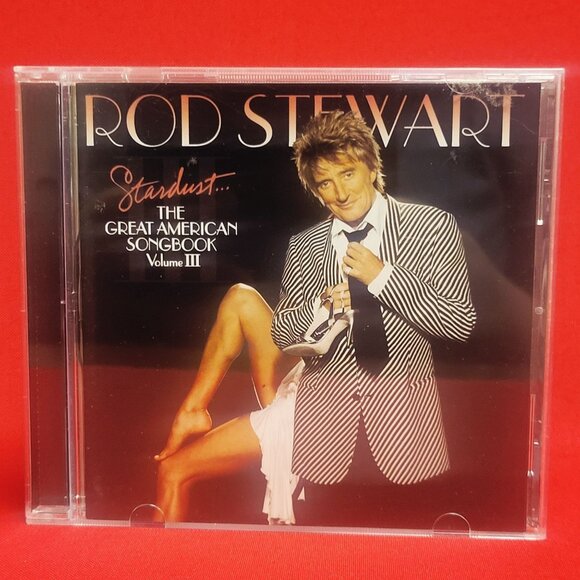 ROD STEWART
Stardust...
THE
GREAT AMERICAN
SONGBOOK
Volume III